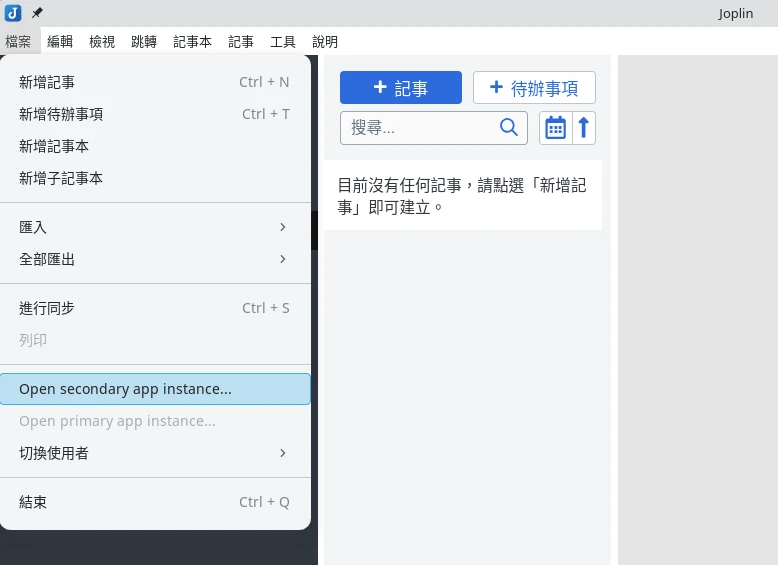 Joplin
檔案 編輯 檢視 跳轉 記事本 記事 工具 說明
新增記事 Ctrl + N
新增待辦事項 Ctrl + T
新增記事本
新增子記事本
匯入
全部匯出
進行同步 Ctrl + S
列印
Open secondary app instance...
Open primary app instance...
切換使用者
結束 Ctrl + Q
+ 記事 + 待辦事項
搜尋...
目前沒有任何記事，請點選「新增記
事」即可建立。